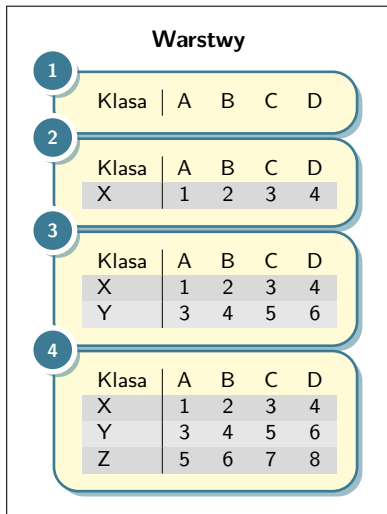 Warstwy
1
Klasa A B C D
2
Klasa A B C D
X 1 2 3 4
3
Klasa A B C D
X 1 2 3 4
Y 3 4 5 6
4
Klasa A B C D
X 1 2 3 4
Y 3 4 5 6
Z 5 6 7 8